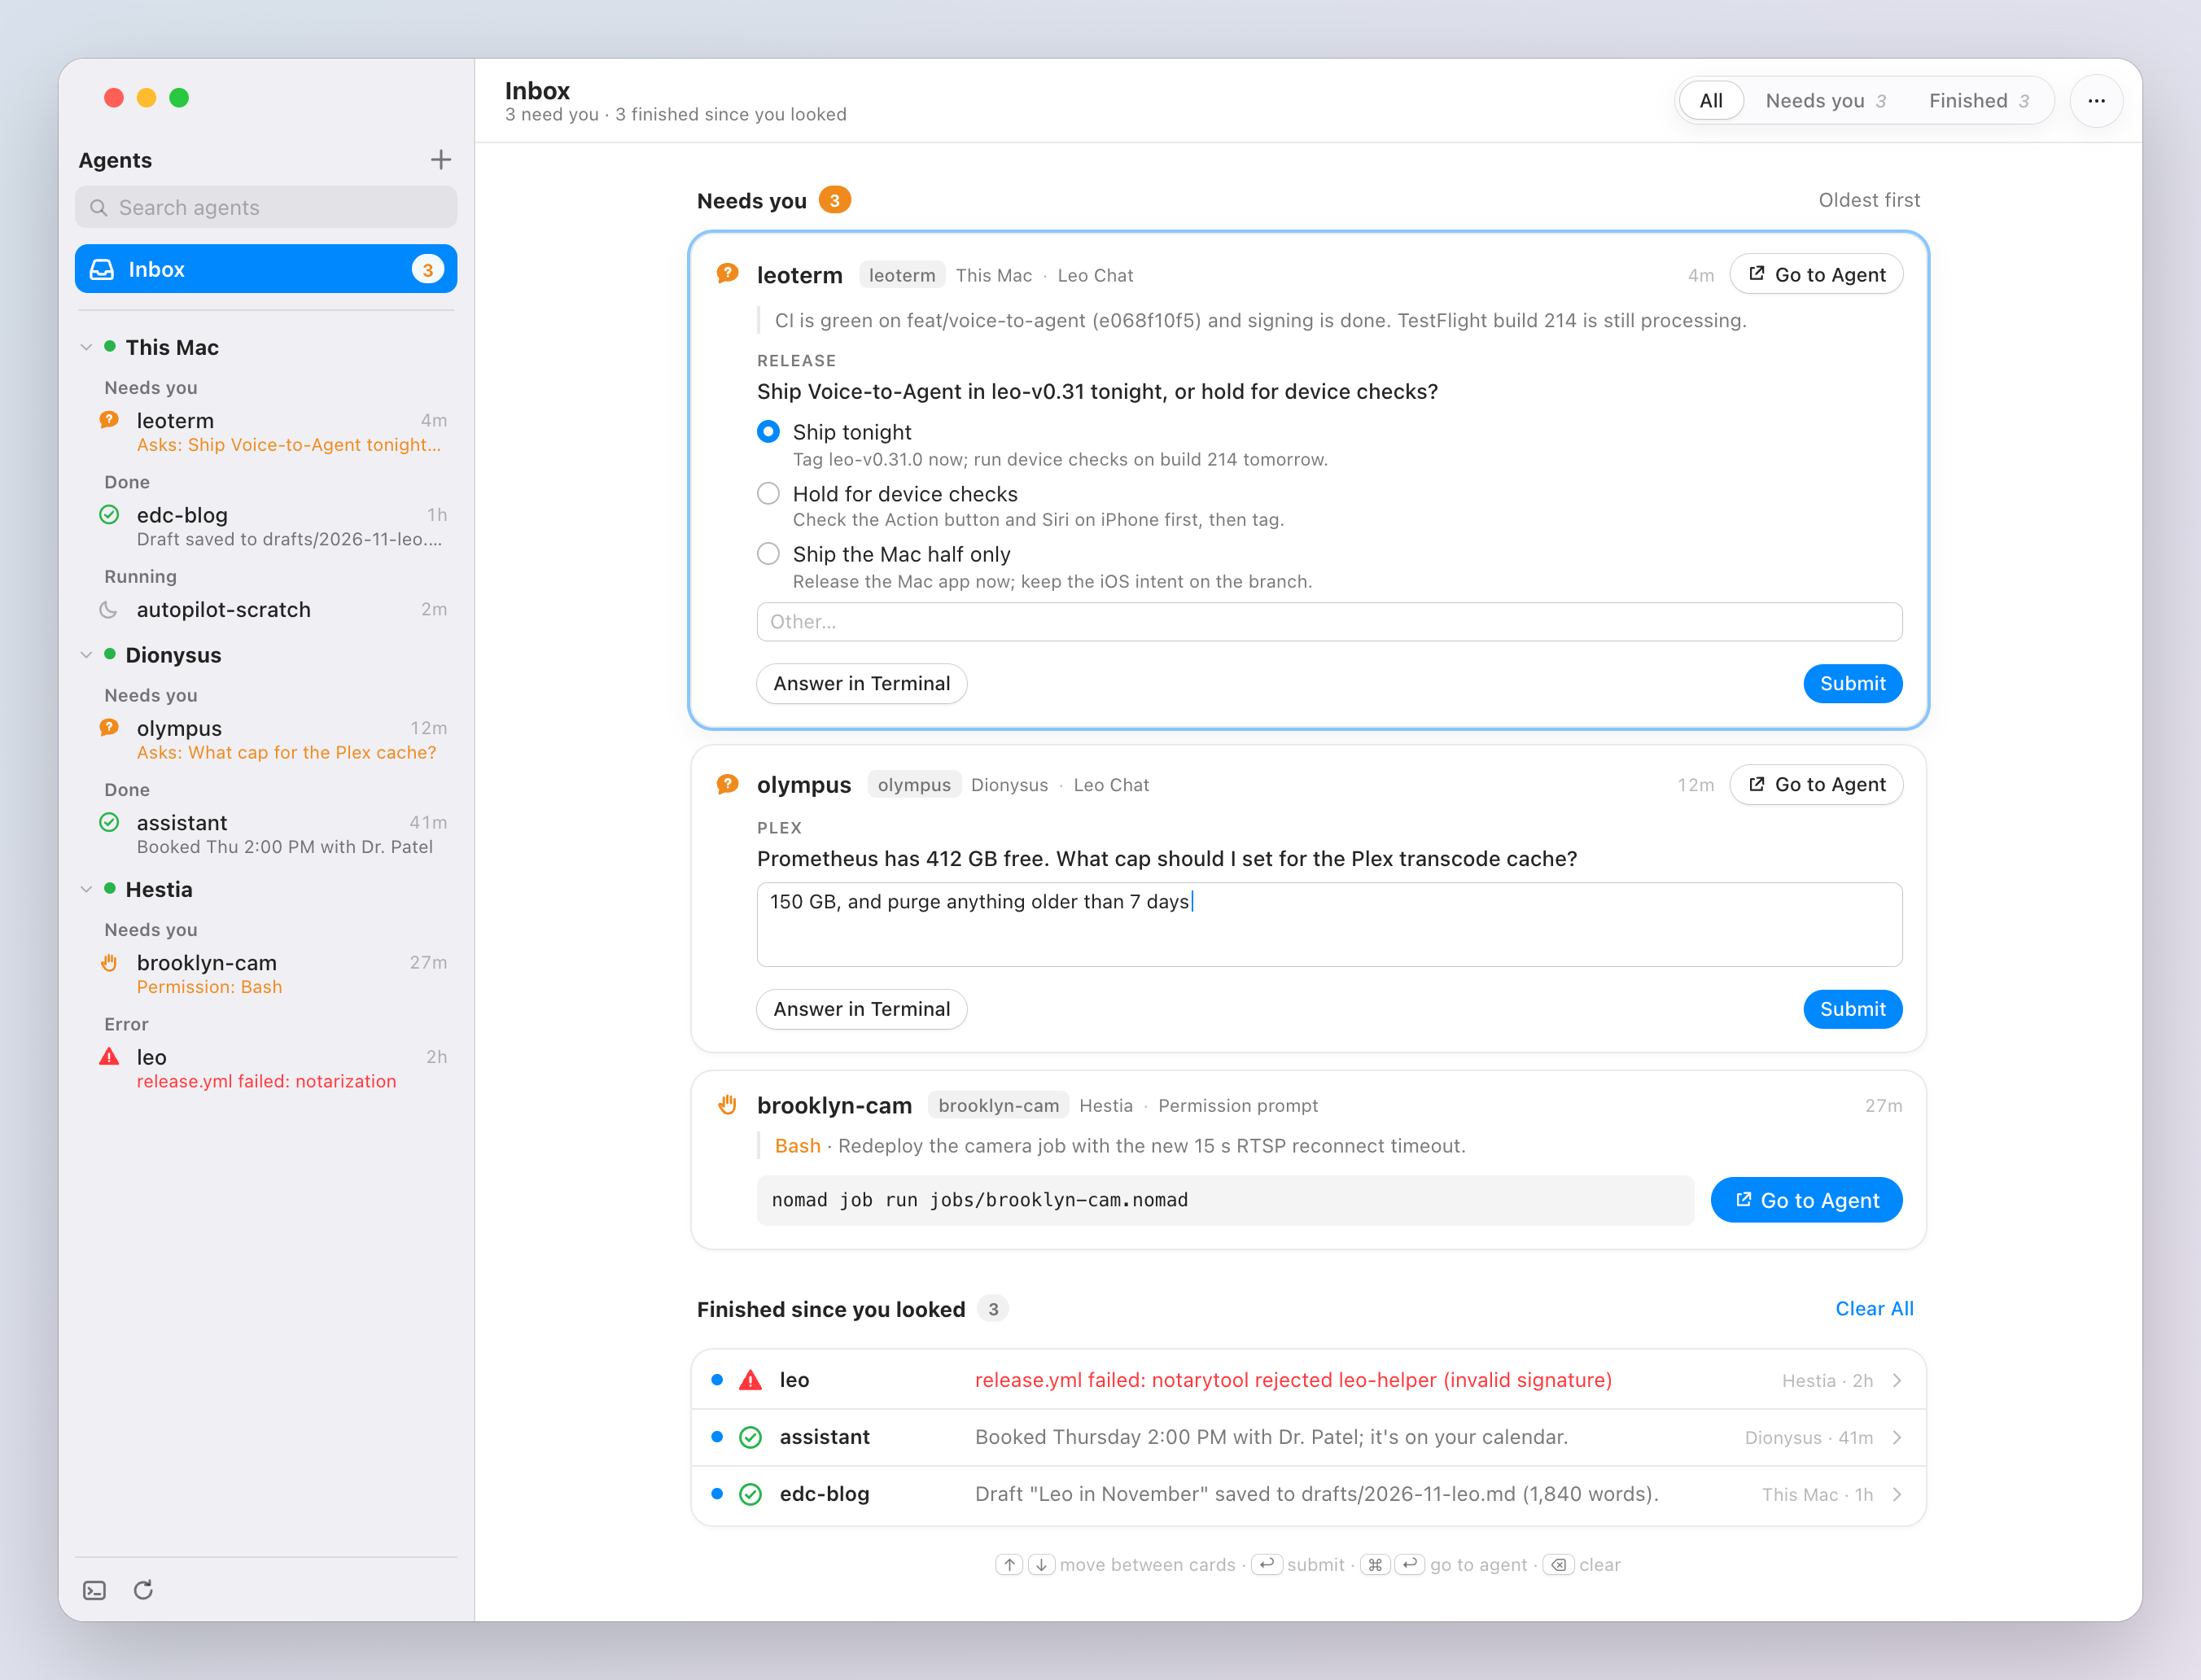 Agents
Search agents
Inbox 3
This Mac
Needs you
leoterm 4m
Asks: Ship Voice-to-Agent tonight...
Done
edc-blog 1h
Draft saved to drafts/2026-11-leo....
Running
autopilot-scratch 2m
Dionysus
Needs you
olympus 12m
Asks: What cap for the Plex cache?
Done
assistant 41m
Booked Thu 2:00 PM with Dr. Patel
Hestia
Needs you
brooklyn-cam 27m
Permission: Bash
Error
leo 2h
release.yml failed: notarization
Inbox
3 need you · 3 finished since you looked
All Needs you 3 Finished 3
Needs you 3 Oldest first
leoterm leoterm This Mac · Leo Chat 4m Go to Agent
CI is green on feat/voice-to-agent (e068f10f5) and signing is done. TestFlight build 214 is still processing.
RELEASE
Ship Voice-to-Agent in leo-v0.31 tonight, or hold for device checks?
Ship tonight
Tag leo-v0.31.0 now; run device checks on build 214 tomorrow.
Hold for device checks
Check the Action button and Siri on iPhone first, then tag.
Ship the Mac half only
Release the Mac app now; keep the iOS intent on the branch.
Other...
Answer in Terminal Submit
olympus olympus Dionysus · Leo Chat 12m Go to Agent
PLEX
Prometheus has 412 GB free. What cap should I set for the Plex transcode cache?
150 GB, and purge anything older than 7 days
Answer in Terminal Submit
brooklyn-cam brooklyn-cam Hestia · Permission prompt 27m
Bash · Redeploy the camera job with the new 15 s RTSP reconnect timeout.
nomad job run jobs/brooklyn-cam.nomad Go to Agent
Finished since you looked 3 Clear All
leo release.yml failed: notarytool rejected leo-helper (invalid signature) Hestia · 2h
assistant Booked Thursday 2:00 PM with Dr. Patel; it's on your calendar. Dionysus · 41m
edc-blog Draft "Leo in November" saved to drafts/2026-11-leo.md (1,840 words). This Mac · 1h
↑ ↓ move between cards · ↩ submit · ⌘ ↩ go to agent · ⌫ clear